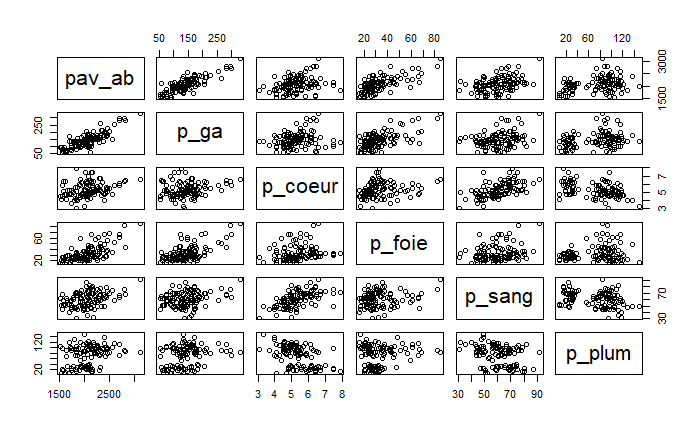 50 150 250 20 40 60 80 20 60 120
pav_ab 1500 3000
50 250 p_ga
p_coeur 3 5 7
20 60 p_foie
p_sang 30 70
20 120 p_plum
1500 2500 3 4 5 6 7 8 30 50 70 90